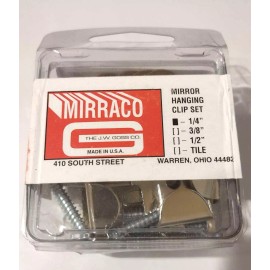 MIRRACO
G
THE J.W. GOSS CO.
MADE IN U.S.A.
MIRROR
HANGING
CLIP SET
■ - 1/4"
[ ] - 3/8"
[ ] - 1/2"
[ ] - TILE
410 SOUTH STREET WARREN, OHIO 44483